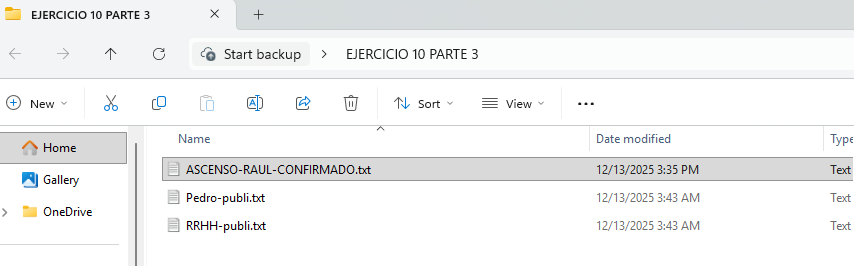 EJERCICIO 10 PARTE 3
Start backup EJERCICIO 10 PARTE 3
New Sort View
Name Date modified Type
Home
Gallery
OneDrive
ASCENSO-RAUL-CONFIRMADO.txt 12/13/2025 3:35 PM Text
Pedro-publi.txt 12/13/2025 3:43 AM Text
RRHH-publi.txt 12/13/2025 3:43 AM Text